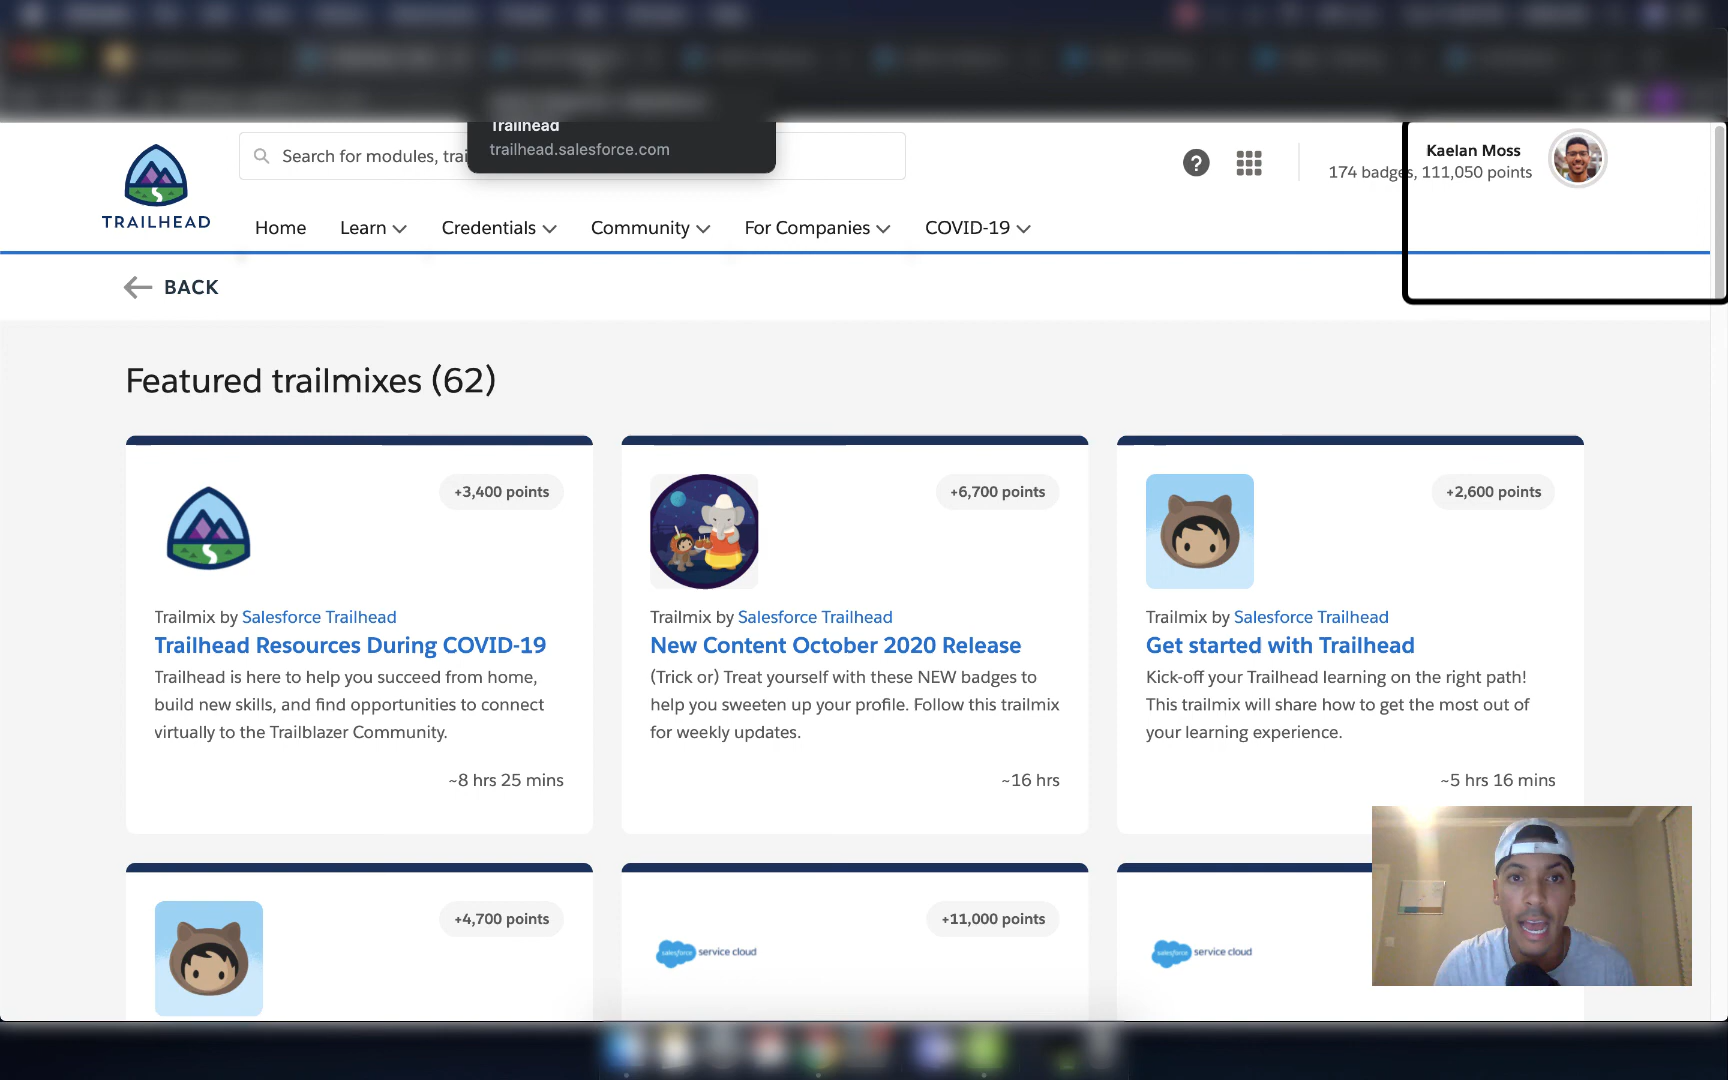 Trailhead
trailhead.salesforce.com
TRAILHEAD
Search for modules, trai
Kaelan Moss
174 badges, 111,050 points
Home
Learn
Credentials
Community
For Companies
COVID-19
BACK
Featured trailmixes (62)
+3,400 points
Trailmix by Salesforce Trailhead
Trailhead Resources During COVID-19
Trailhead is here to help you succeed from home,
build new skills, and find opportunities to connect
virtually to the Trailblazer Community.
~8 hrs 25 mins
+6,700 points
Trailmix by Salesforce Trailhead
New Content October 2020 Release
(Trick or) Treat yourself with these NEW badges to
help you sweeten up your profile. Follow this trailmix
for weekly updates.
~16 hrs
+2,600 points
Trailmix by Salesforce Trailhead
Get started with Trailhead
Kick-off your Trailhead learning on the right path!
This trailmix will share how to get the most out of
your learning experience.
~5 hrs 16 mins
+4,700 points
+11,000 points
salesforce service cloud
salesforce service cloud